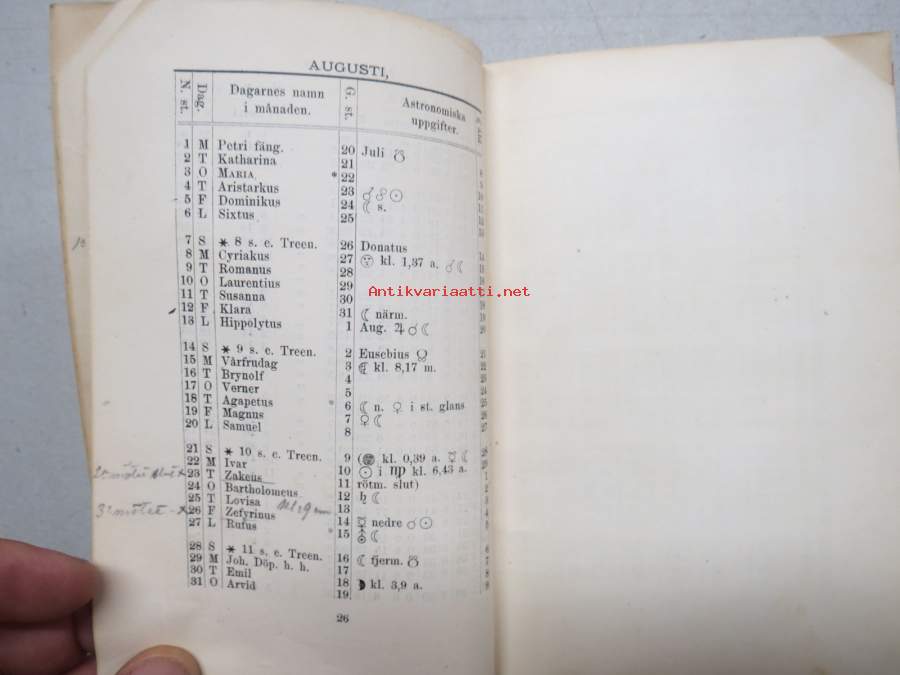 AUGUSTI,
N. st. Dag. Dagarnes namn i månaden. G. st. Astronomiska uppgifter.
1 M Petri fäng. 20 Juli ☊
2 T Katharina 21
3 O MARIA * 22
4 T Aristarkus 23 ♂ ☍ ☉
5 F Dominikus 24 ☾ s.
6 L Sixtus 25
7 S * 8 s. e. Treen. 26 Donatus
8 M Cyriakus 27 kl. 1,37 a. ☌ ☾
9 T Romanus 28
10 O Laurentius 29
11 T Susanna 30
12 F Klara 31 ☾ närm.
13 L Hippolytus 1 Aug. ♃ ☌ ☾
14 S * 9 s. e. Treen. 2 Eusebius ☊
15 M Vårfrudag 3 kl. 8,17 m.
16 T Brynolf 4
17 O Verner 5
18 T Agapetus 6 ☾ n. ♀ i st. glans
19 F Magnus 7 ♀ ☾
20 L Samuel 8
21 S * 10 s. e. Treen. 9 kl. 0,39 a. ☿ ☾
22 M Ivar 10 ☉ i ♍ kl. 6,43 a.
23 T Zakeus 11 rötm. slut)
24 O Bartholomeus 12 ♄ ☾
25 T Lovisa 13
26 F Zefyrinus 14 ☿ nedre ☌ ☉
27 L Rufus * 15 ⛢ ☾
28 S * 11 s. e. Treen. 16 ☾ fjerm. ☊
29 M Joh. Döp. h. h. 17
30 T Emil 18 kl. 3,9 a.
31 O Arvid 19
26
Antikvariaatti.net